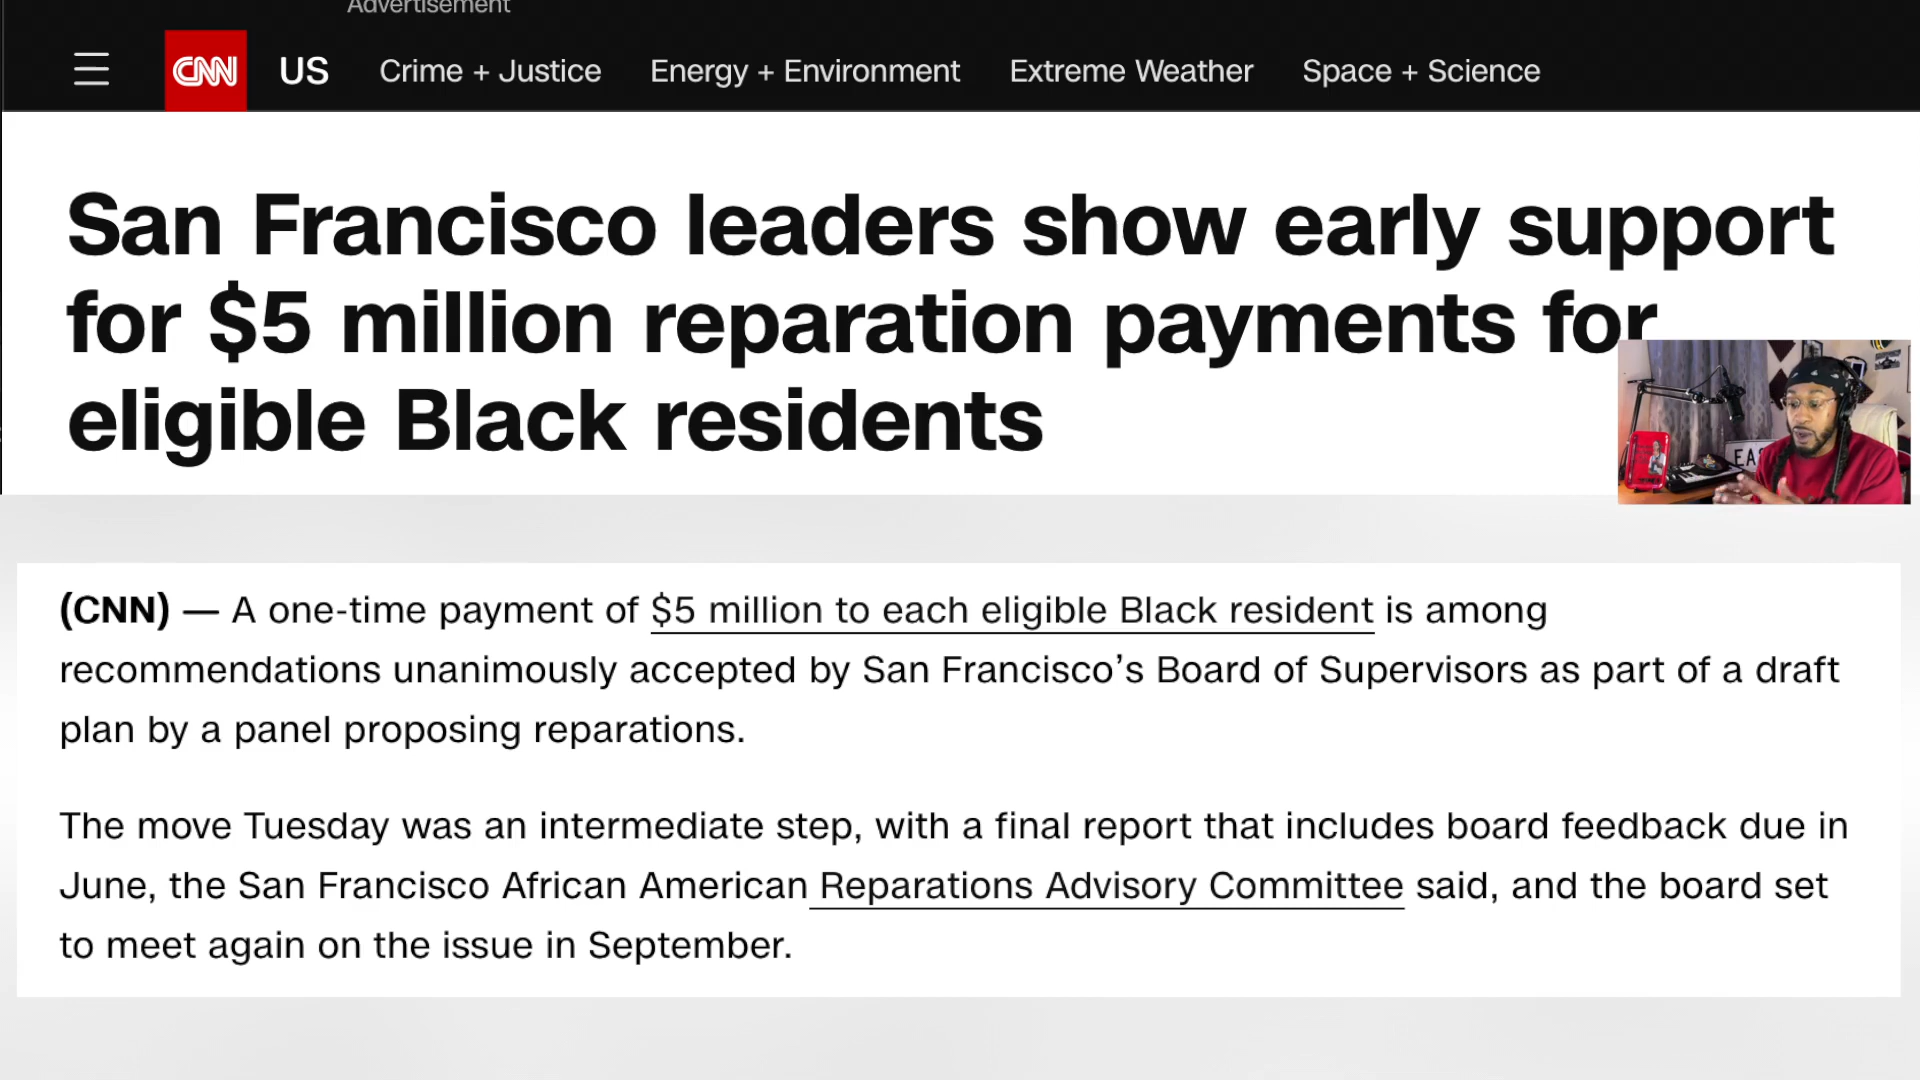 Advertisement
CNN US Crime + Justice Energy + Environment Extreme Weather Space + Science
San Francisco leaders show early support
for $5 million reparation payments for
eligible Black residents
EA
(CNN) — A one-time payment of $5 million to each eligible Black resident is among
recommendations unanimously accepted by San Francisco’s Board of Supervisors as part of a draft
plan by a panel proposing reparations.
The move Tuesday was an intermediate step, with a final report that includes board feedback due in
June, the San Francisco African American Reparations Advisory Committee said, and the board set
to meet again on the issue in September.